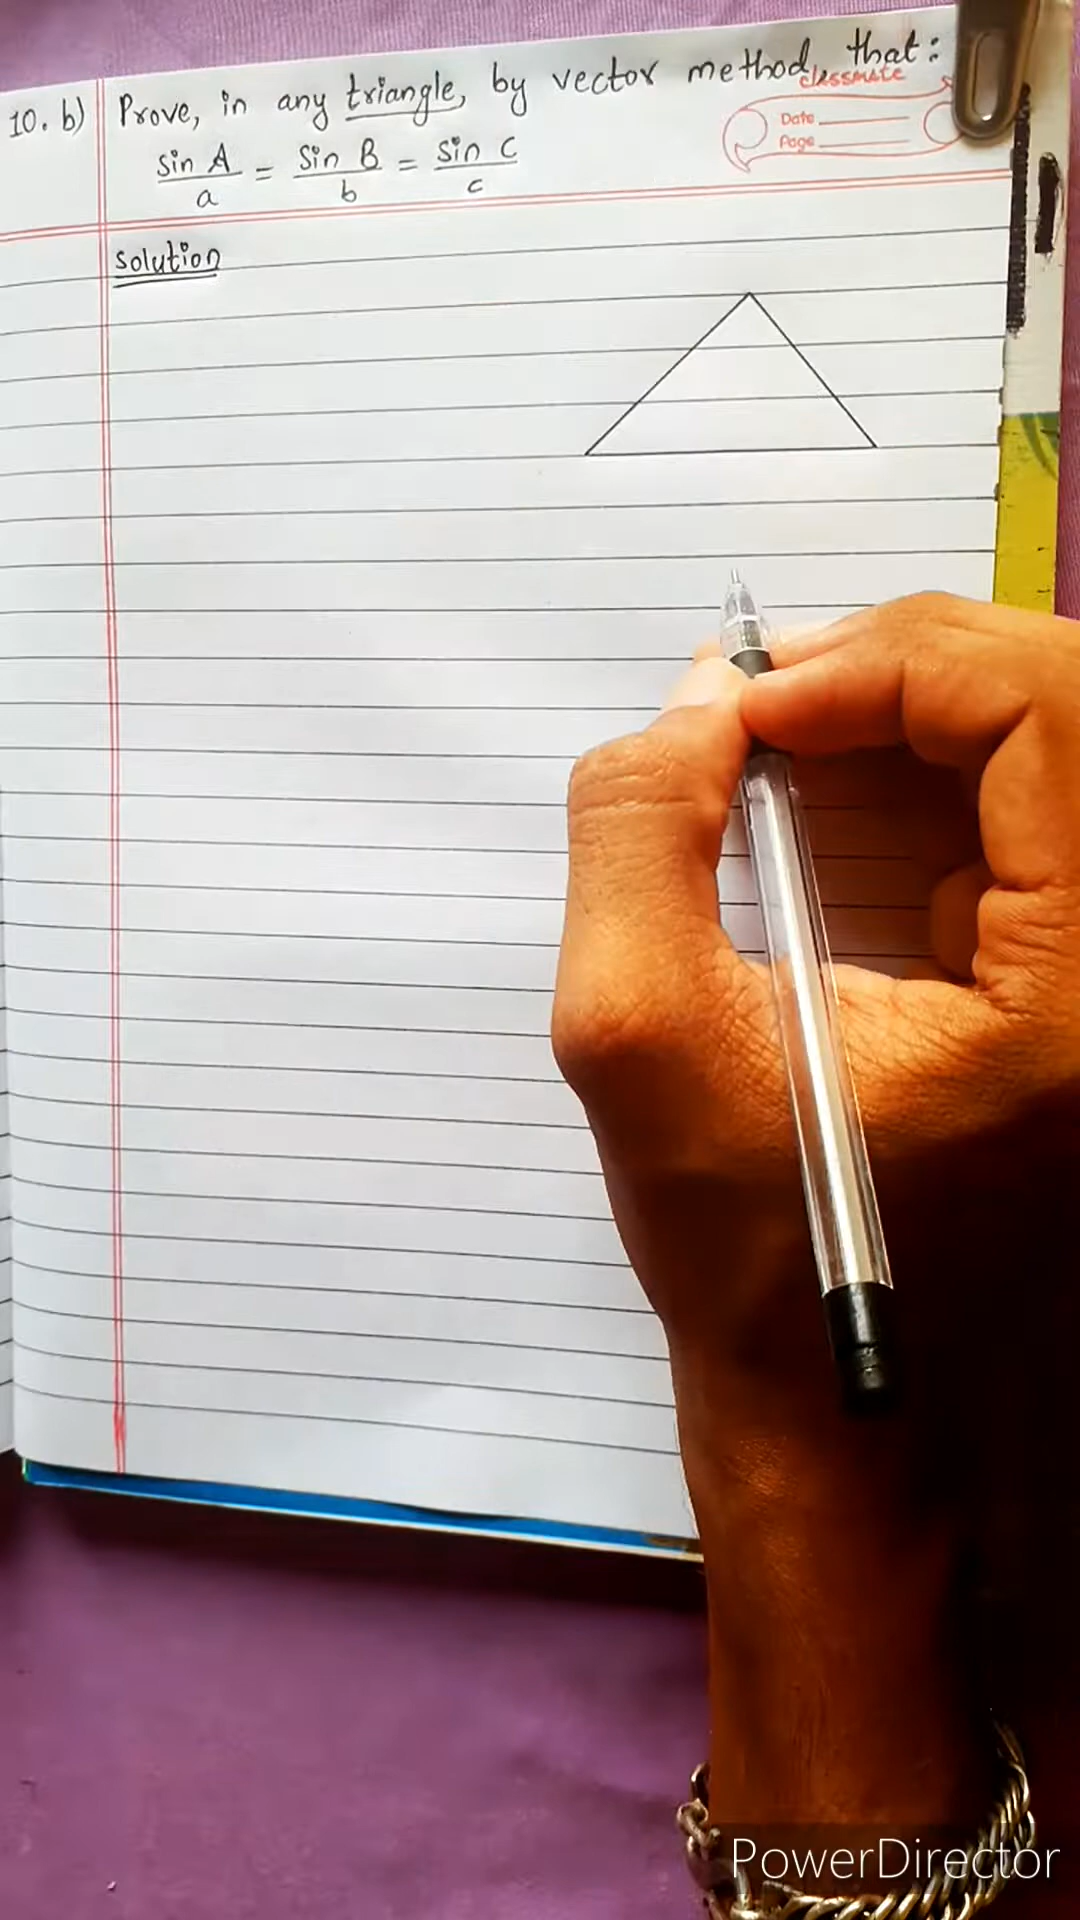 10. b) Prove, in any triangle, by vector method, that:
classmate
Date
Page
sin A / a = sin B / b = sin C / c
solution
PowerDirector